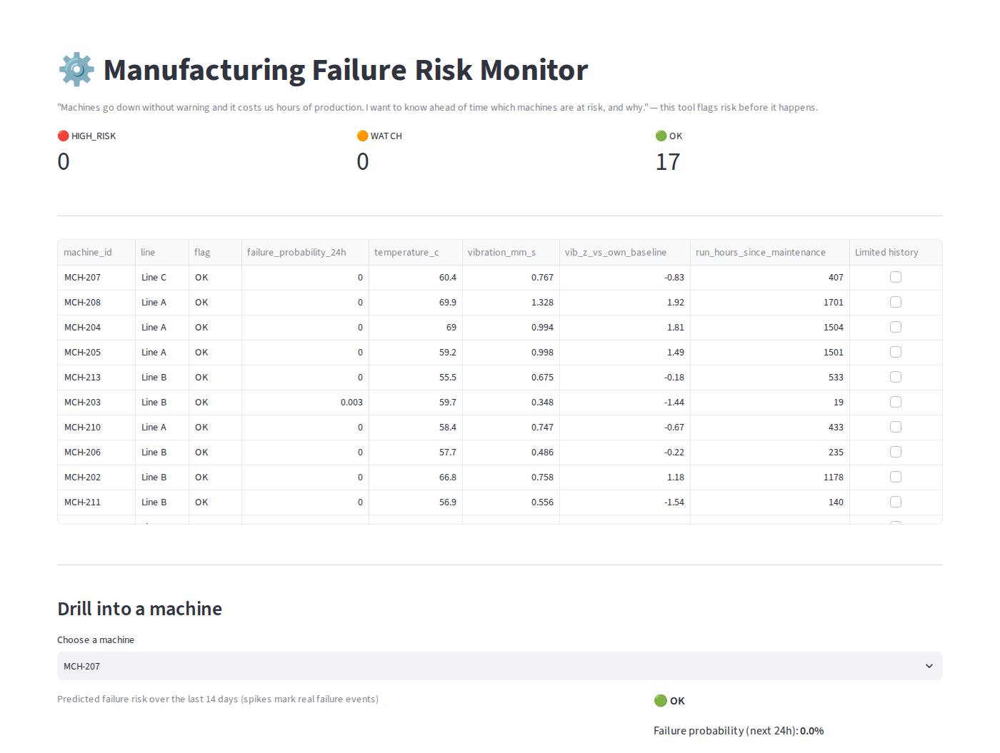 Manufacturing Failure Risk Monitor
"Machines go down without warning and it costs us hours of production. I want to know ahead of time which machines are at risk, and why." — this tool flags risk before it happens.
HIGH_RISK WATCH OK
0 0 17
machine_id line flag failure_probability_24h temperature_c vibration_mm_s vib_z_vs_own_baseline run_hours_since_maintenance Limited history
MCH-207 Line C OK 0 60.4 0.767 -0.83 407
MCH-208 Line A OK 0 69.9 1.328 1.92 1701
MCH-204 Line A OK 0 69 0.994 1.81 1504
MCH-205 Line A OK 0 59.2 0.998 1.49 1501
MCH-213 Line B OK 0 55.5 0.675 -0.18 533
MCH-203 Line B OK 0.003 59.7 0.348 -1.44 19
MCH-210 Line A OK 0 58.4 0.747 -0.67 433
MCH-206 Line B OK 0 57.7 0.486 -0.22 235
MCH-202 Line B OK 0 66.8 0.758 1.18 1178
MCH-211 Line B OK 0 56.9 0.556 -1.54 140
Drill into a machine
Choose a machine
MCH-207
Predicted failure risk over the last 14 days (spikes mark real failure events)
OK
Failure probability (next 24h): 0.0%